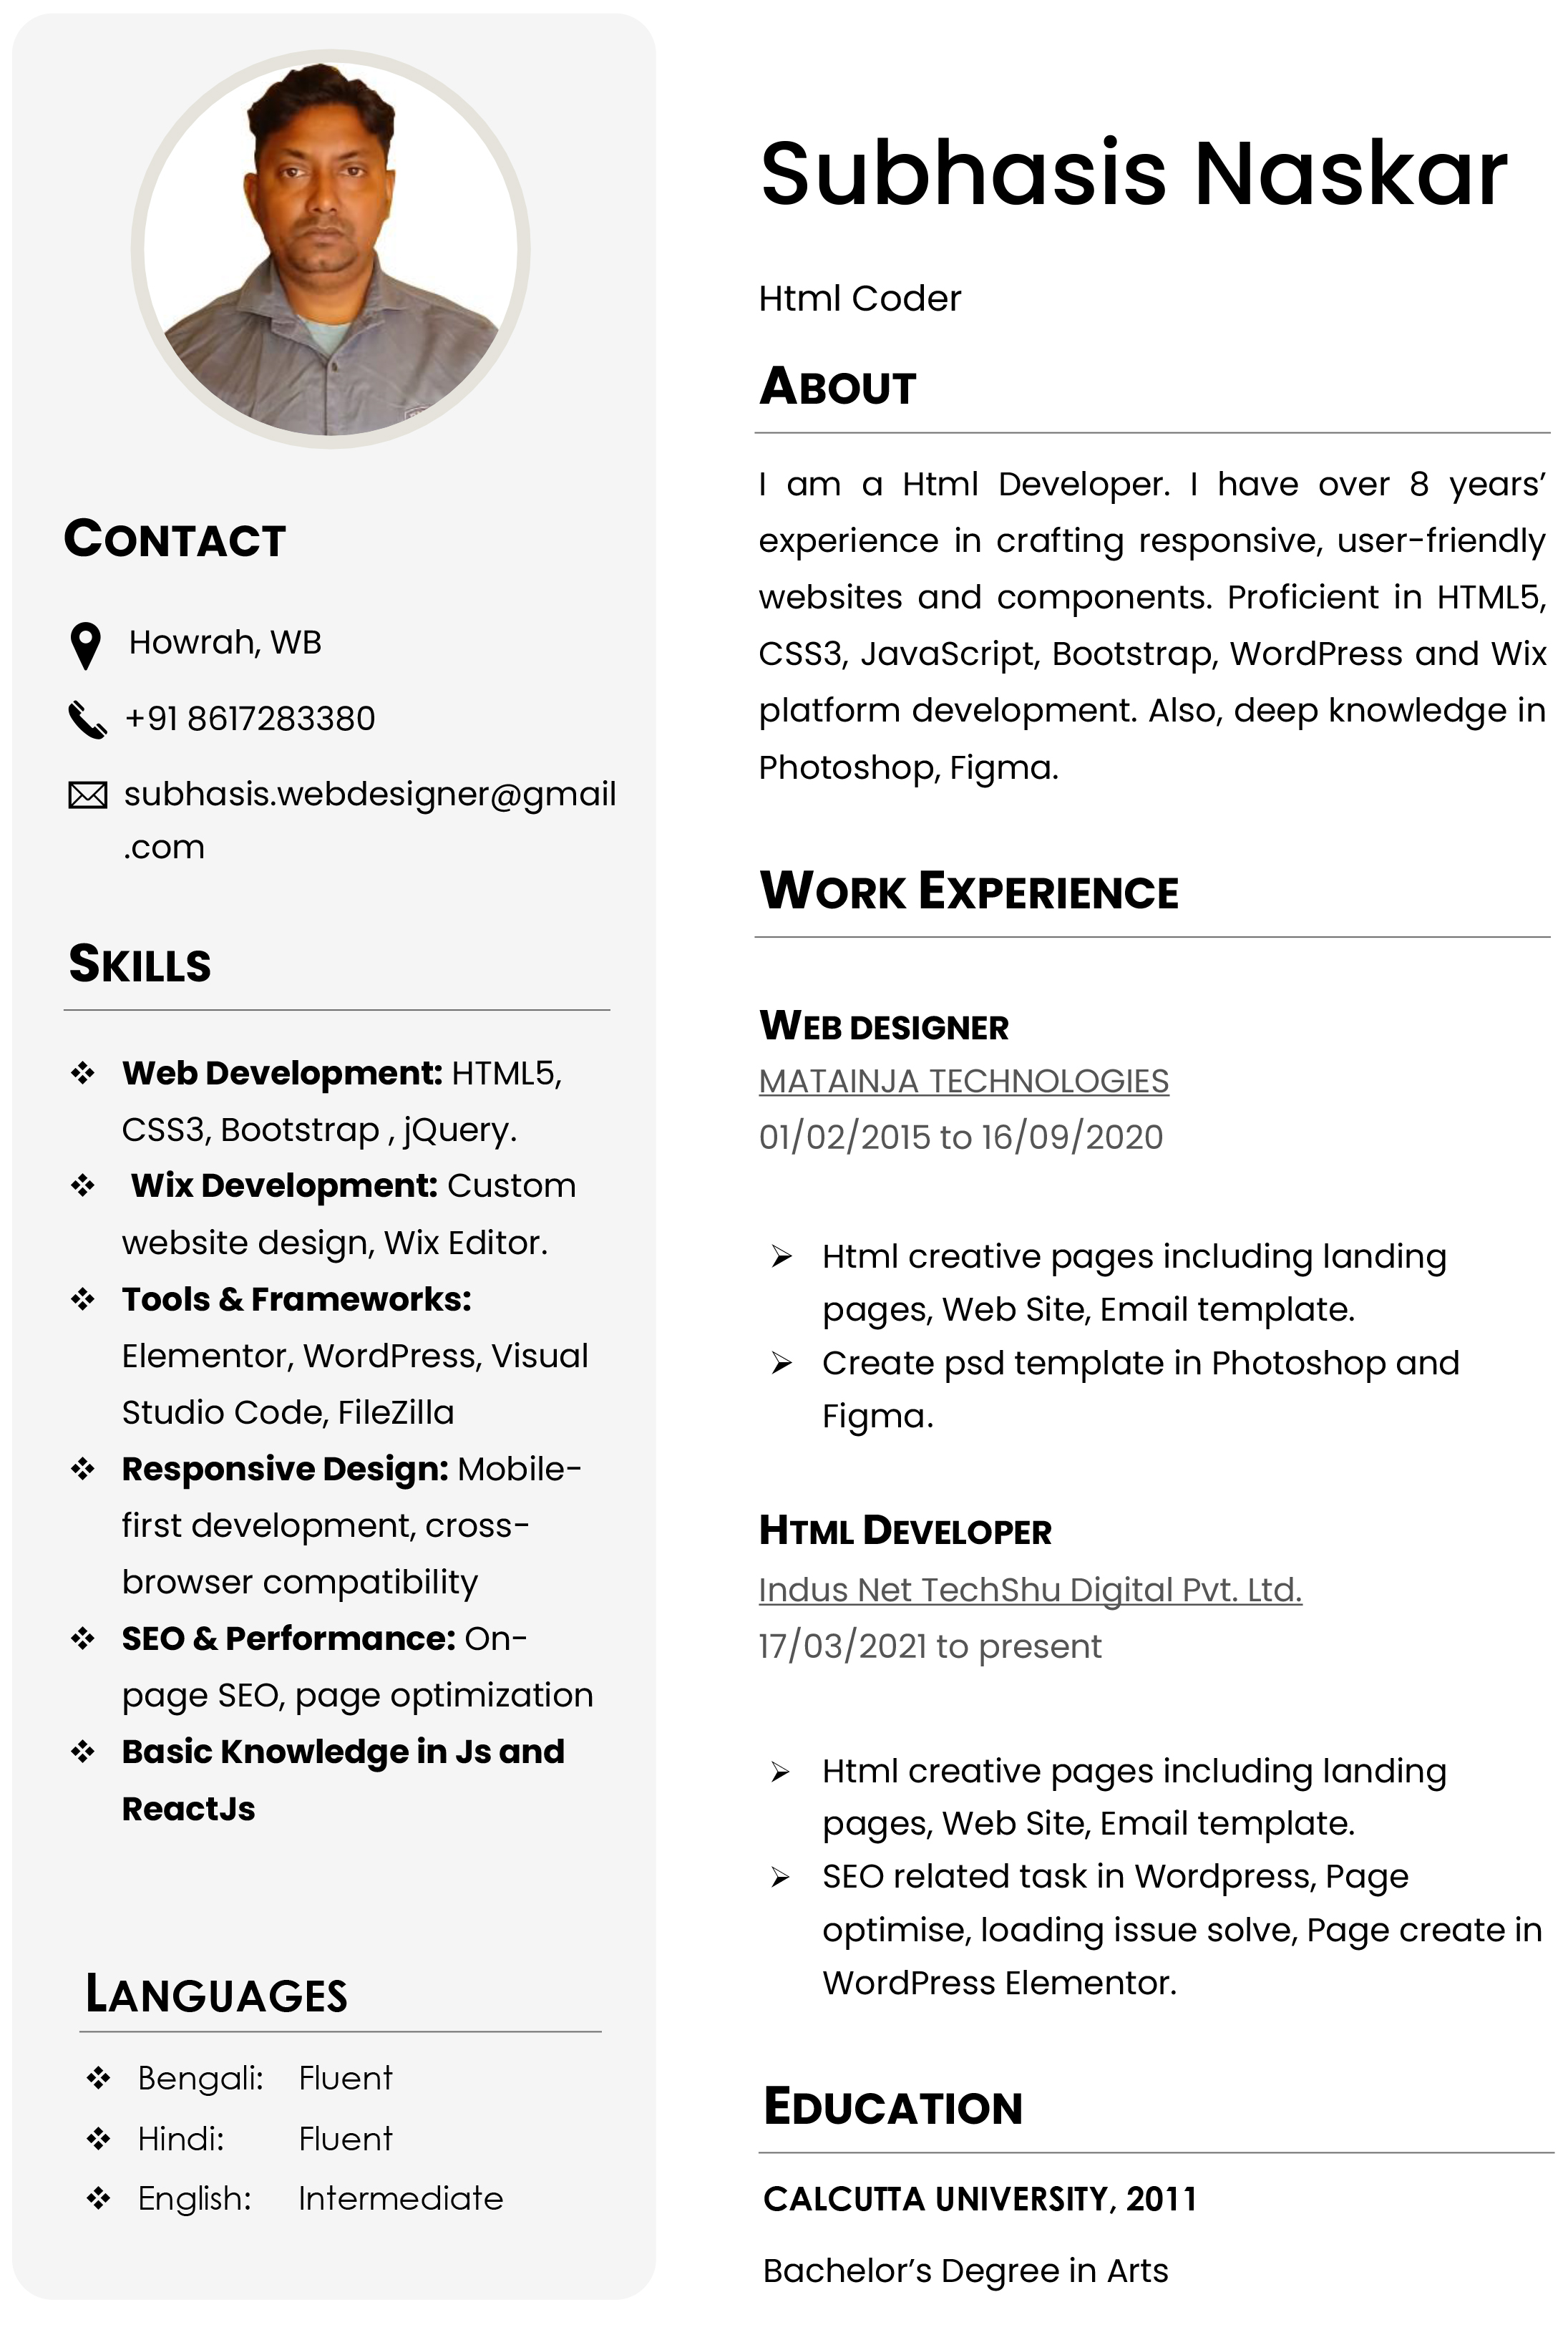 Subhasis Naskar
Html Coder
ABOUT
I am a Html Developer. I have over 8 years’
experience in crafting responsive, user-friendly
websites and components. Proficient in HTML5,
CSS3, JavaScript, Bootstrap, WordPress and Wix
platform development. Also, deep knowledge in
Photoshop, Figma.
WORK EXPERIENCE
WEB DESIGNER
MATAINJA TECHNOLOGIES
01/02/2015 to 16/09/2020
Html creative pages including landing
pages, Web Site, Email template.
Create psd template in Photoshop and
Figma.
HTML DEVELOPER
Indus Net TechShu Digital Pvt. Ltd.
17/03/2021 to present
Html creative pages including landing
pages, Web Site, Email template.
SEO related task in Wordpress, Page
optimise, loading issue solve, Page create in
WordPress Elementor.
EDUCATION
CALCUTTA UNIVERSITY, 2011
Bachelor’s Degree in Arts
CONTACT
Howrah, WB
+91 8617283380
subhasis.webdesigner@gmail
.com
SKILLS
Web Development: HTML5,
CSS3, Bootstrap , jQuery.
Wix Development: Custom
website design, Wix Editor.
Tools & Frameworks:
Elementor, WordPress, Visual
Studio Code, FileZilla
Responsive Design: Mobile-
first development, cross-
browser compatibility
SEO & Performance: On-
page SEO, page optimization
Basic Knowledge in Js and
ReactJs
LANGUAGES
Bengali: Fluent
Hindi: Fluent
English: Intermediate